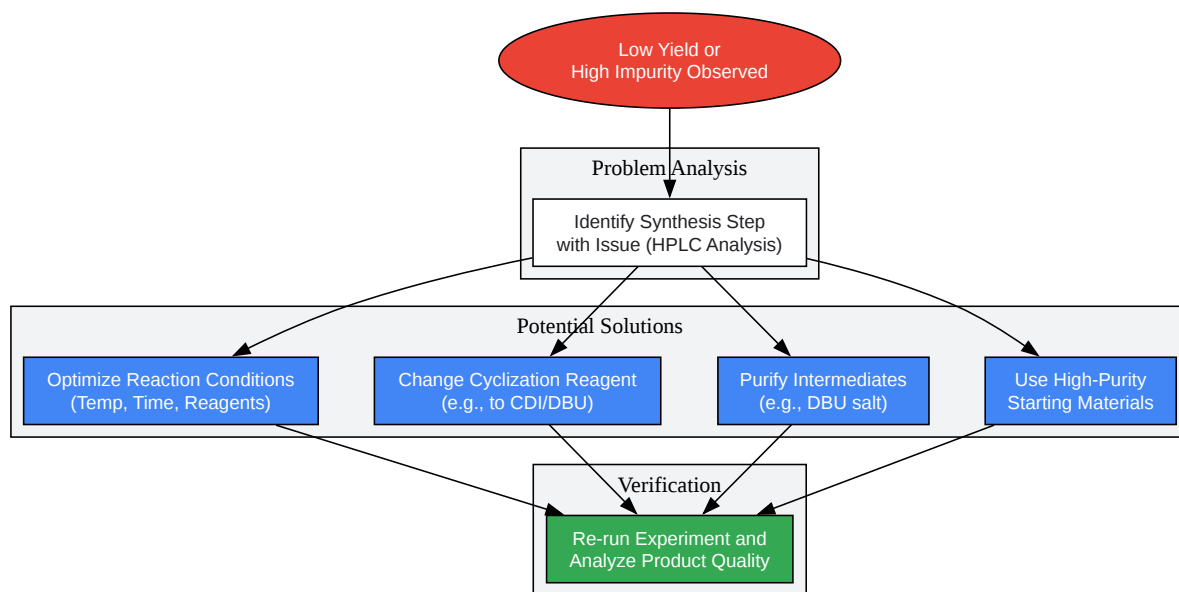 Low Yield or
High Impurity Observed
Problem Analysis
Identify Synthesis Step
with Issue (HPLC Analysis)
Potential Solutions
Optimize Reaction Conditions
(Temp, Time, Reagents)
Change Cyclization Reagent
(e.g., to CDI/DBU)
Purify Intermediates
(e.g., DBU salt)
Use High-Purity
Starting Materials
Verification
Re-run Experiment and
Analyze Product Quality